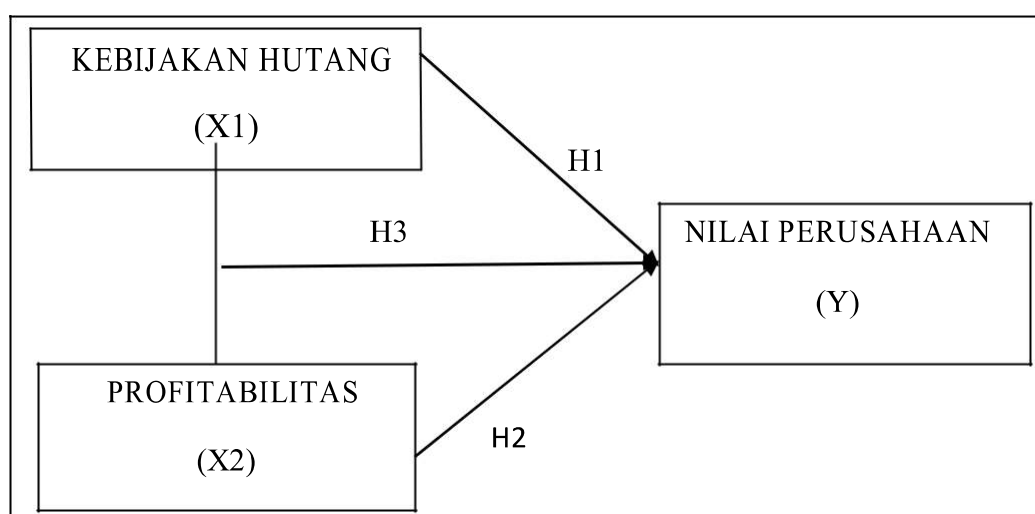 KEBIJAKAN HUTANG
(X1)
H1
H3
NILAI PERUSAHAAN
(Y)
PROFITABILITAS
(X2)
H2